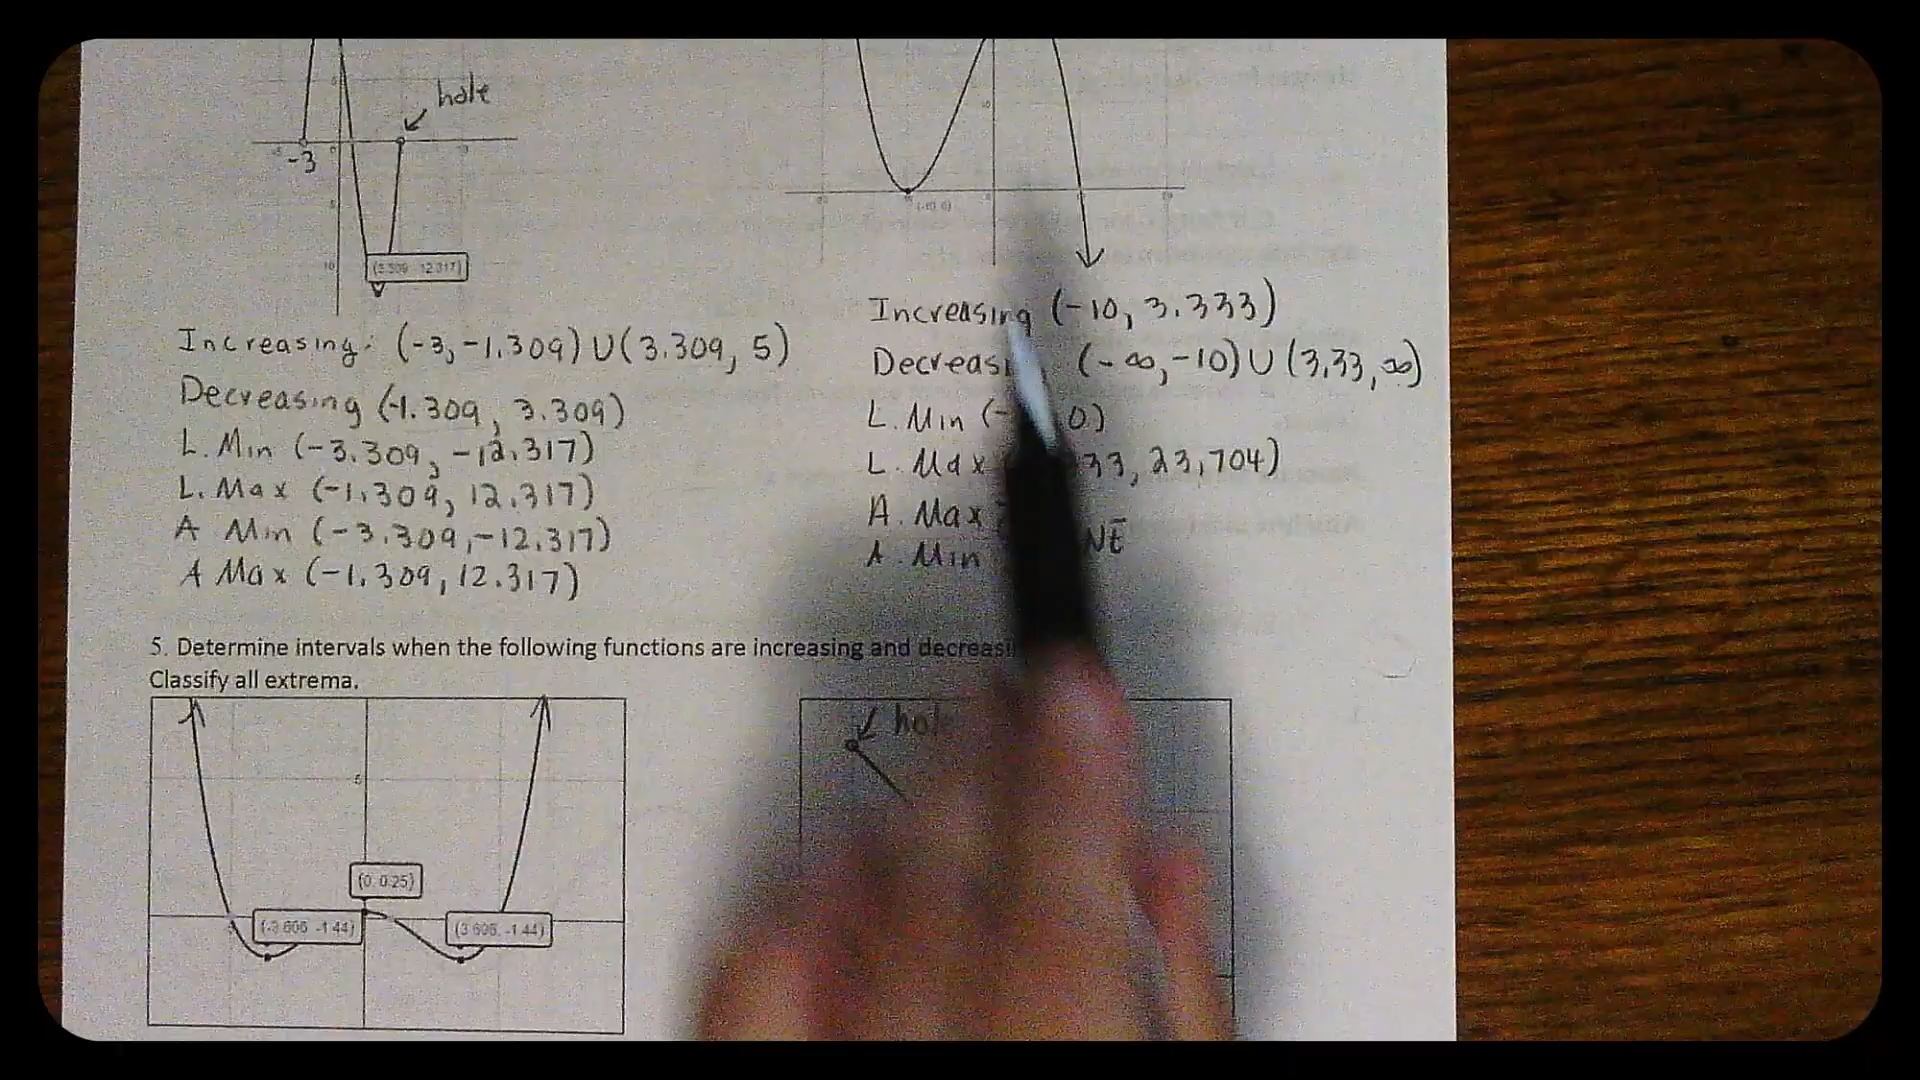 hole
-3
(3.309, -12.317)
Increasing: (-3, -1.309) U (3.309, 5)
Decreasing (-1.309, 3.309)
L. Min (-3.309, -12.317)
L. Max (-1.309, 12.317)
A Min (-3.309, -12.317)
A Max (-1.309, 12.317)
(-10, 0)
Increasing (-10, 3.333)
(-∞, -10) U (3.33, ∞)
L. Min
0)
L. Max
33, 23,704)
A. Max
A. Min
5. Determine intervals when the following functions are increasing and
Classify all extrema.
5
(0, 0.25)
(-3.606, -1.44)
(3.606, -1.44)